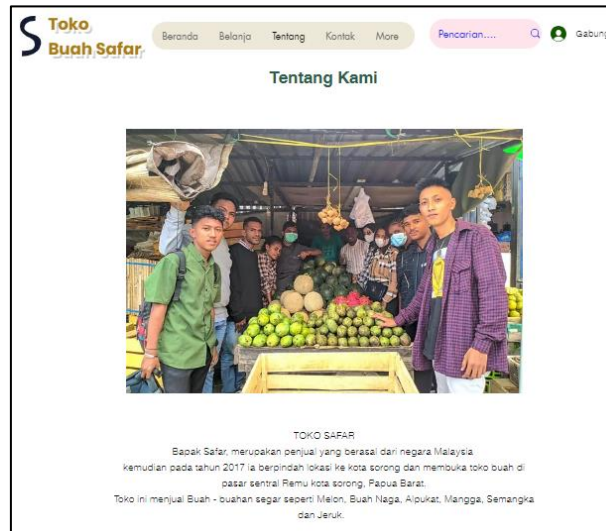 S Toko
Buah Safar
Beranda Belanja Tentang Kontak More
Pencarian....
Gabung
Tentang Kami
TOKO SAFAR
Bapak Safar, merupakan penjual yang berasal dari negara Malaysia
kemudian pada tahun 2017 ia berpindah lokasi ke kota sorong dan membuka toko buah di
pasar sentral Remu kota sorong, Papua Barat.
Toko ini menjual Buah - buahan segar seperti Melon, Buah Naga, Alpukat, Mangga, Semangka
dan Jeruk.